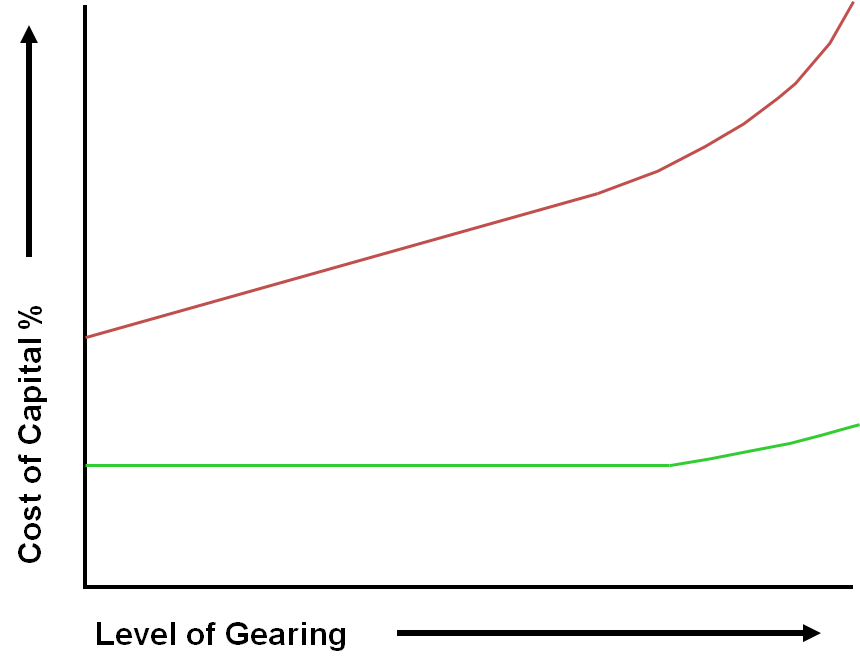 Cost of Capital %
Level of Gearing